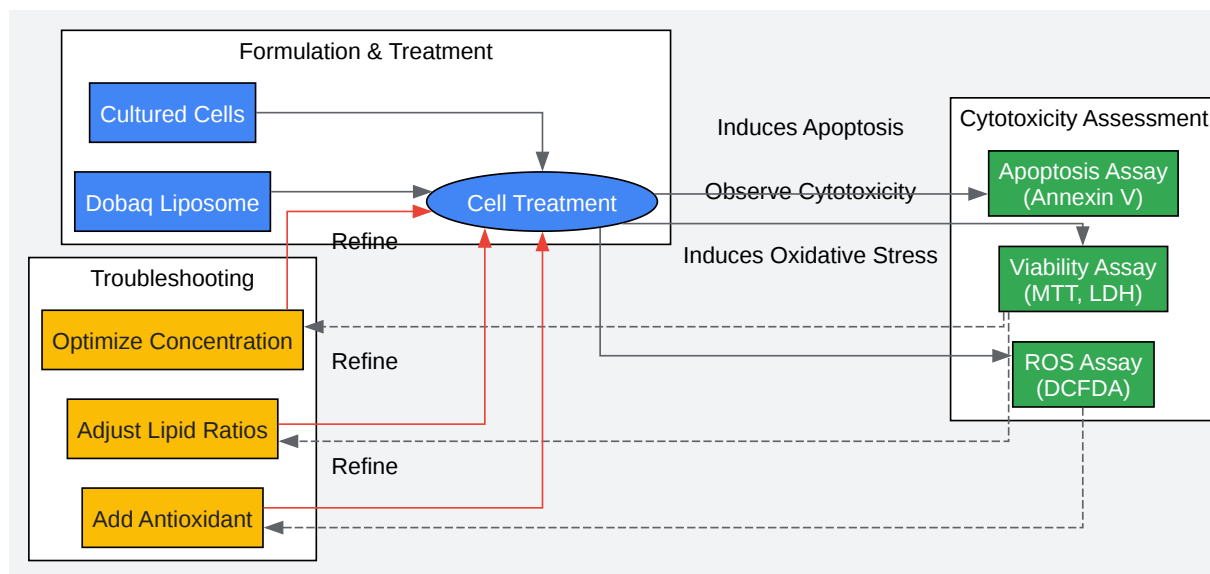 Formulation & Treatment
Cultured Cells
Dobaq Liposome
Cell Treatment
Induces Apoptosis
Observe Cytotoxicity
Induces Oxidative Stress
Cytotoxicity Assessment
Apoptosis Assay
(Annexin V)
Viability Assay
(MTT, LDH)
ROS Assay
(DCFDA)
Refine
Troubleshooting
Optimize Concentration
Refine
Adjust Lipid Ratios
Refine
Add Antioxidant